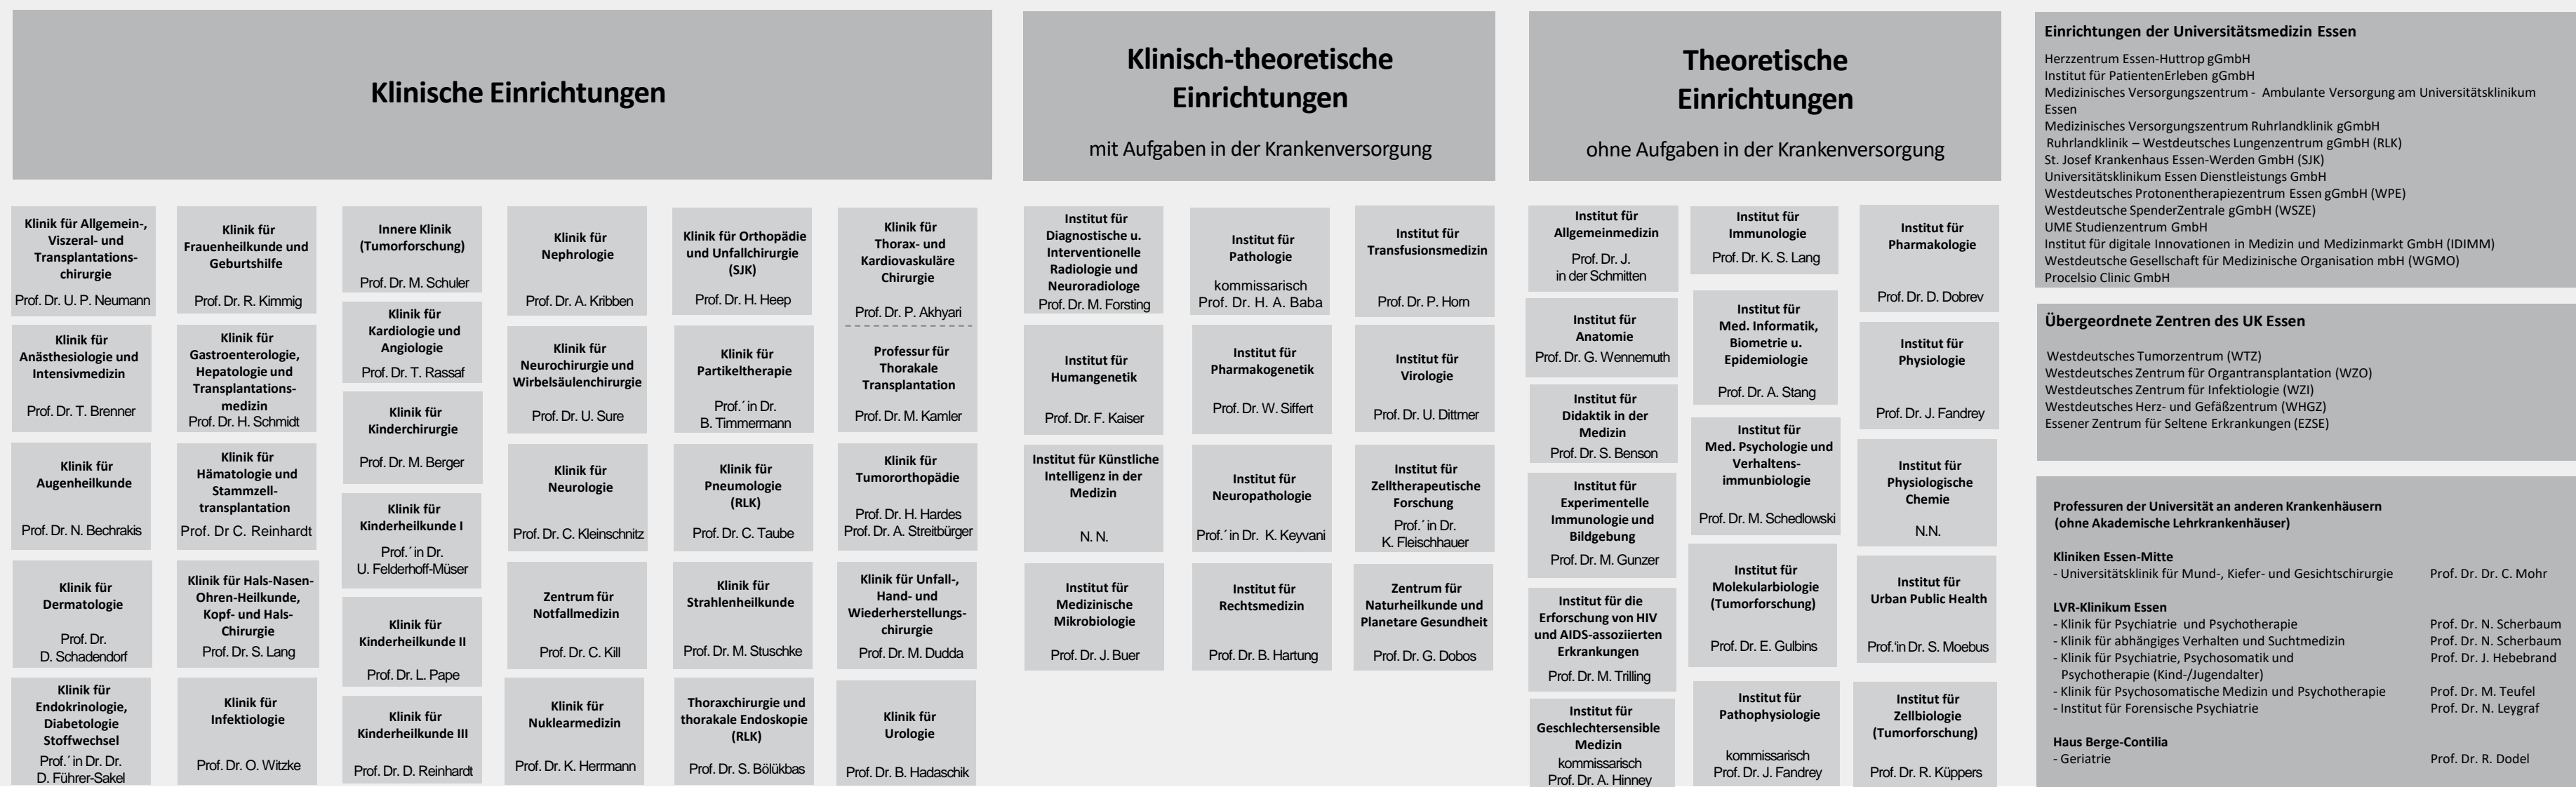 Klinische Einrichtungen
Klinik für Allgemein-,
Viszeral- und
Transplantations-
chirurgie
Prof. Dr. U. P. Neumann
Klinik für
Anästhesiologie und
Intensivmedizin
Prof. Dr. T. Brenner
Klinik für
Augenheilkunde
Prof. Dr. N. Bechrakis
Klinik für
Dermatologie
Prof. Dr.
D. Schadendorf
Klinik für
Endokrinologie,
Diabetologie
Stoffwechsel
Prof.´in Dr. Dr.
D. Führer-Sakel
Klinik für
Frauenheilkunde und
Geburtshilfe
Prof. Dr. R. Kimmig
Klinik für
Gastroenterologie,
Hepatologie und
Transplantations-
medizin
Prof. Dr. H. Schmidt
Klinik für
Hämatologie und
Stammzell-
transplantation
Prof. Dr C. Reinhardt
Klinik für Hals-Nasen-
Ohren-Heilkunde,
Kopf- und Hals-
Chirurgie
Prof. Dr. S. Lang
Klinik für
Infektiologie
Prof. Dr. O. Witzke
Innere Klinik
(Tumorforschung)
Prof. Dr. M. Schuler
Klinik für
Kardiologie und
Angiologie
Prof. Dr. T. Rassaf
Klinik für
Kinderchirurgie
Prof. Dr. M. Berger
Klinik für
Kinderheilkunde I
Prof.´in Dr.
U. Felderhoff-Müser
Klinik für
Kinderheilkunde II
Prof. Dr. L. Pape
Klinik für
Kinderheilkunde III
Prof. Dr. D. Reinhardt
Klinik für
Nephrologie
Prof. Dr. A. Kribben
Klinik für
Neurochirurgie und
Wirbelsäulenchirurgie
Prof. Dr. U. Sure
Klinik für
Neurologie
Prof. Dr. C. Kleinschnitz
Zentrum für
Notfallmedizin
Prof. Dr. C. Kill
Klinik für
Nuklearmedizin
Prof. Dr. K. Herrmann
Klinik für Orthopädie
und Unfallchirurgie
(SJK)
Prof. Dr. H. Heep
Klinik für
Partikeltherapie
Prof.´in Dr.
B. Timmermann
Klinik für
Pneumologie
(RLK)
Prof. Dr. C. Taube
Klinik für
Strahlenheilkunde
Prof. Dr. M. Stuschke
Thoraxchirurgie und
thorakale Endoskopie
(RLK)
Prof. Dr. S. Bölükbas
Klinik für
Thorax- und
Kardiovaskuläre
Chirurgie
Prof. Dr. P. Akhyari
Professur für
Thorakale
Transplantation
Prof. Dr. M. Kamler
Klinik für
Tumororthopädie
Prof. Dr. H. Hardes
Prof. Dr. A. Streitbürger
Klinik für Unfall-,
Hand- und
Wiederherstellungs-
chirurgie
Prof. Dr. M. Dudda
Klinik für
Urologie
Prof. Dr. B. Hadaschik
Klinisch-theoretische
Einrichtungen
mit Aufgaben in der Krankenversorgung
Institut für
Diagnostische u.
Interventionelle
Radiologie und
Neuroradiologe
Prof. Dr. M. Forsting
Institut für
Humangenetik
Prof. Dr. F. Kaiser
Institut für Künstliche
Intelligenz in der
Medizin
N. N.
Institut für
Medizinische
Mikrobiologie
Prof. Dr. J. Buer
Institut für
Pathologie
kommissarisch
Prof. Dr. H. A. Baba
Institut für
Pharmakogenetik
Prof. Dr. W. Siffert
Institut für
Neuropathologie
Prof.´in Dr. K. Keyvani
Institut für
Rechtsmedizin
Prof. Dr. B. Hartung
Institut für
Transfusionsmedizin
Prof. Dr. P. Horn
Institut für
Virologie
Prof. Dr. U. Dittmer
Institut für
Zelltherapeutische
Forschung
Prof.´in Dr.
K. Fleischhauer
Zentrum für
Naturheilkunde und
Planetare Gesundheit
Prof. Dr. G. Dobos
Theoretische
Einrichtungen
ohne Aufgaben in der Krankenversorgung
Institut für
Allgemeinmedizin
Prof. Dr. J.
in der Schmitten
Institut für
Anatomie
Prof. Dr. G. Wennemuth
Institut für
Didaktik in der
Medizin
Prof. Dr. S. Benson
Institut für
Experimentelle
Immunologie und
Bildgebung
Prof. Dr. M. Gunzer
Institut für die
Erforschung von HIV
und AIDS-assoziierten
Erkrankungen
Prof. Dr. M. Trilling
Institut für
Geschlechtersensible
Medizin
kommissarisch
Prof. Dr. A. Hinney
Institut für
Immunologie
Prof. Dr. K. S. Lang
Institut für
Med. Informatik,
Biometrie u.
Epidemiologie
Prof. Dr. A. Stang
Institut für
Med. Psychologie und
Verhaltens-
immunbiologie
Prof. Dr. M. Schedlowski
Institut für
Molekularbiologie
(Tumorforschung)
Prof. Dr. E. Gulbins
Institut für
Pathophysiologie
kommissarisch
Prof. Dr. J. Fandrey
Institut für
Pharmakologie
Prof. Dr. D. Dobrev
Institut für
Physiologie
Prof. Dr. J. Fandrey
Institut für
Physiologische
Chemie
N.N.
Institut für
Urban Public Health
Prof.'in Dr. S. Moebus
Institut für
Zellbiologie
(Tumorforschung)
Prof. Dr. R. Küppers
Einrichtungen der Universitätsmedizin Essen
Herzzentrum Essen-Huttrop gGmbH
Institut für PatientenErleben gGmbH
Medizinisches Versorgungszentrum - Ambulante Versorgung am Universitätsklinikum
Essen
Medizinisches Versorgungszentrum Ruhrlandklinik gGmbH
Ruhrlandklinik – Westdeutsches Lungenzentrum gGmbH (RLK)
St. Josef Krankenhaus Essen-Werden GmbH (SJK)
Universitätsklinikum Essen Dienstleistungs GmbH
Westdeutsches Protonentherapiezentrum Essen gGmbH (WPE)
Westdeutsche SpenderZentrale gGmbH (WSZE)
UME Studienzentrum GmbH
Institut für digitale Innovationen in Medizin und Medizinmarkt GmbH (IDIMM)
Westdeutsche Gesellschaft für Medizinische Organisation mbH (WGMO)
Procelsio Clinic GmbH
Übergeordnete Zentren des UK Essen
Westdeutsches Tumorzentrum (WTZ)
Westdeutsches Zentrum für Organtransplantation (WZO)
Westdeutsches Zentrum für Infektiologie (WZI)
Westdeutsches Herz- und Gefäßzentrum (WHGZ)
Essener Zentrum für Seltene Erkrankungen (EZSE)
Professuren der Universität an anderen Krankenhäusern
(ohne Akademische Lehrkrankenhäuser)
Kliniken Essen-Mitte
- Universitätsklinik für Mund-, Kiefer- und Gesichtschirurgie Prof. Dr. Dr. C. Mohr
LVR-Klinikum Essen
- Klinik für Psychiatrie und Psychotherapie Prof. Dr. N. Scherbaum
- Klinik für abhängiges Verhalten und Suchtmedizin Prof. Dr. N. Scherbaum
- Klinik für Psychiatrie, Psychosomatik und Prof. Dr. J. Hebebrand
Psychotherapie (Kind-/Jugendalter)
- Klinik für Psychosomatische Medizin und Psychotherapie Prof. Dr. M. Teufel
- Institut für Forensische Psychiatrie Prof. Dr. N. Leygraf
Haus Berge-Contilia
- Geriatrie Prof. Dr. R. Dodel